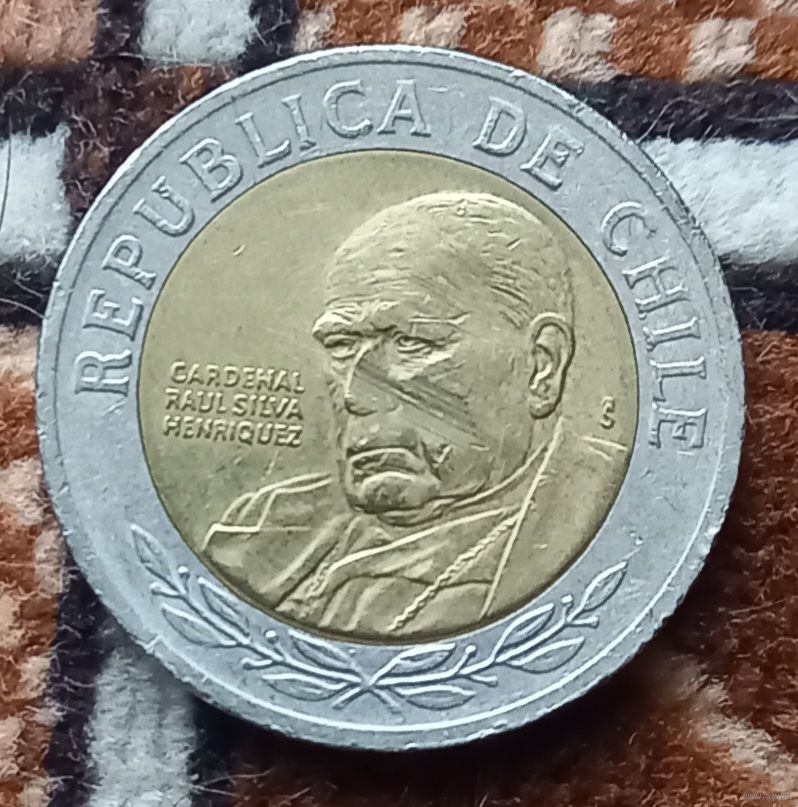 REPUBLICA DE CHILE
CARDENAL
RAUL SILVA
HENRIQUEZ